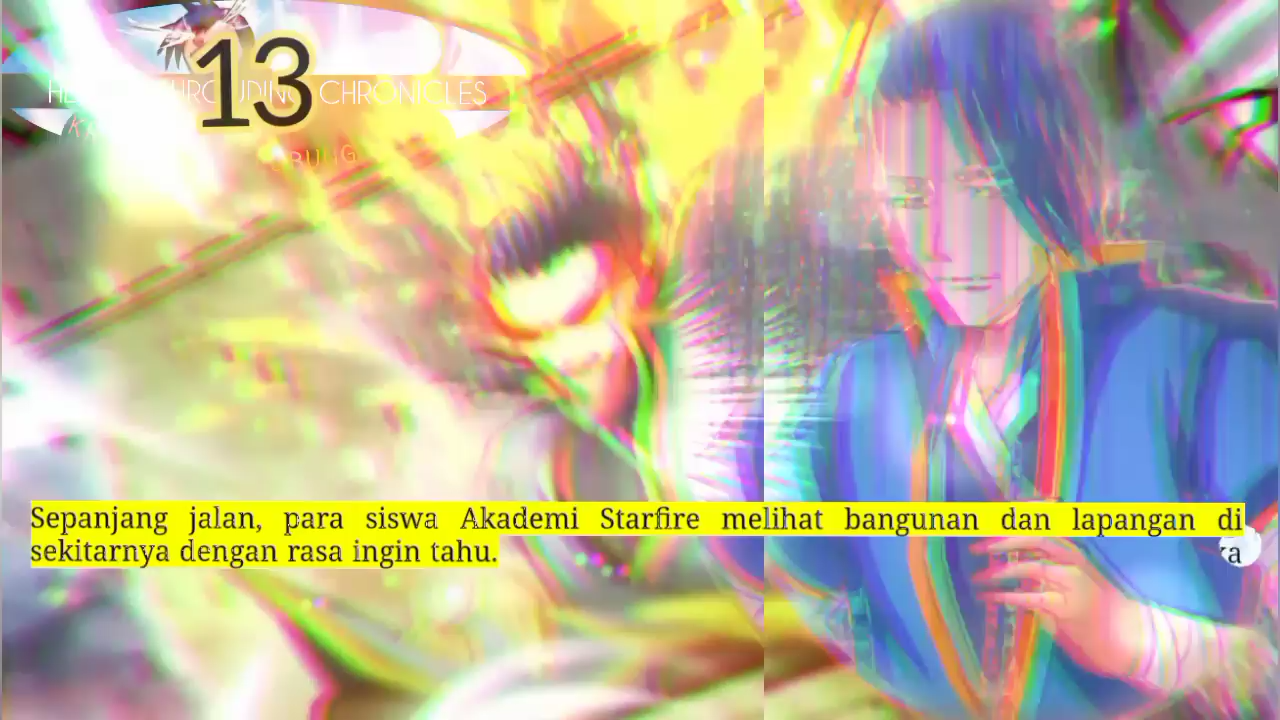 13
CHRONICLES
Sepanjang jalan, para siswa Akademi Starfire melihat bangunan dan lapangan di
sekitarnya dengan rasa ingin tahu.